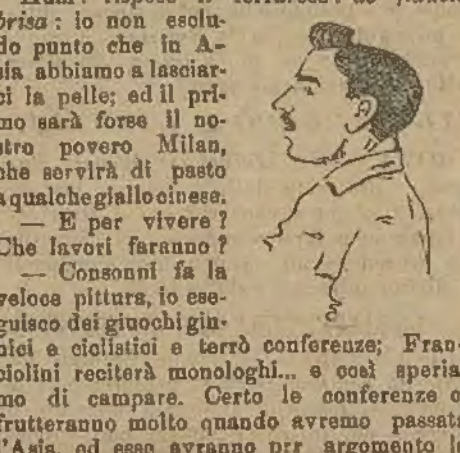 rispose il
brisa : io non esclu-
do punto che in A-
sia abbiamo a lasciar-
ci la pelle; ed il pri-
mo sarà forse il no-
stro povero Milan,
che servirà di pasto
a qualche giallo cinese.
— E per vivere ?
Che lavori faranno ?
— Consonni fa la
veloce pittura, io ese-
guisco dei giuochi gin-
nici e ciclistici e terrò conferenze; Fran-
ciolini reciterà monologhi... e così speria
mo di campare. Certo le conferenze
frutteranno molto quando avremo passata
l'Asia, ed esse avranno prr argomento le